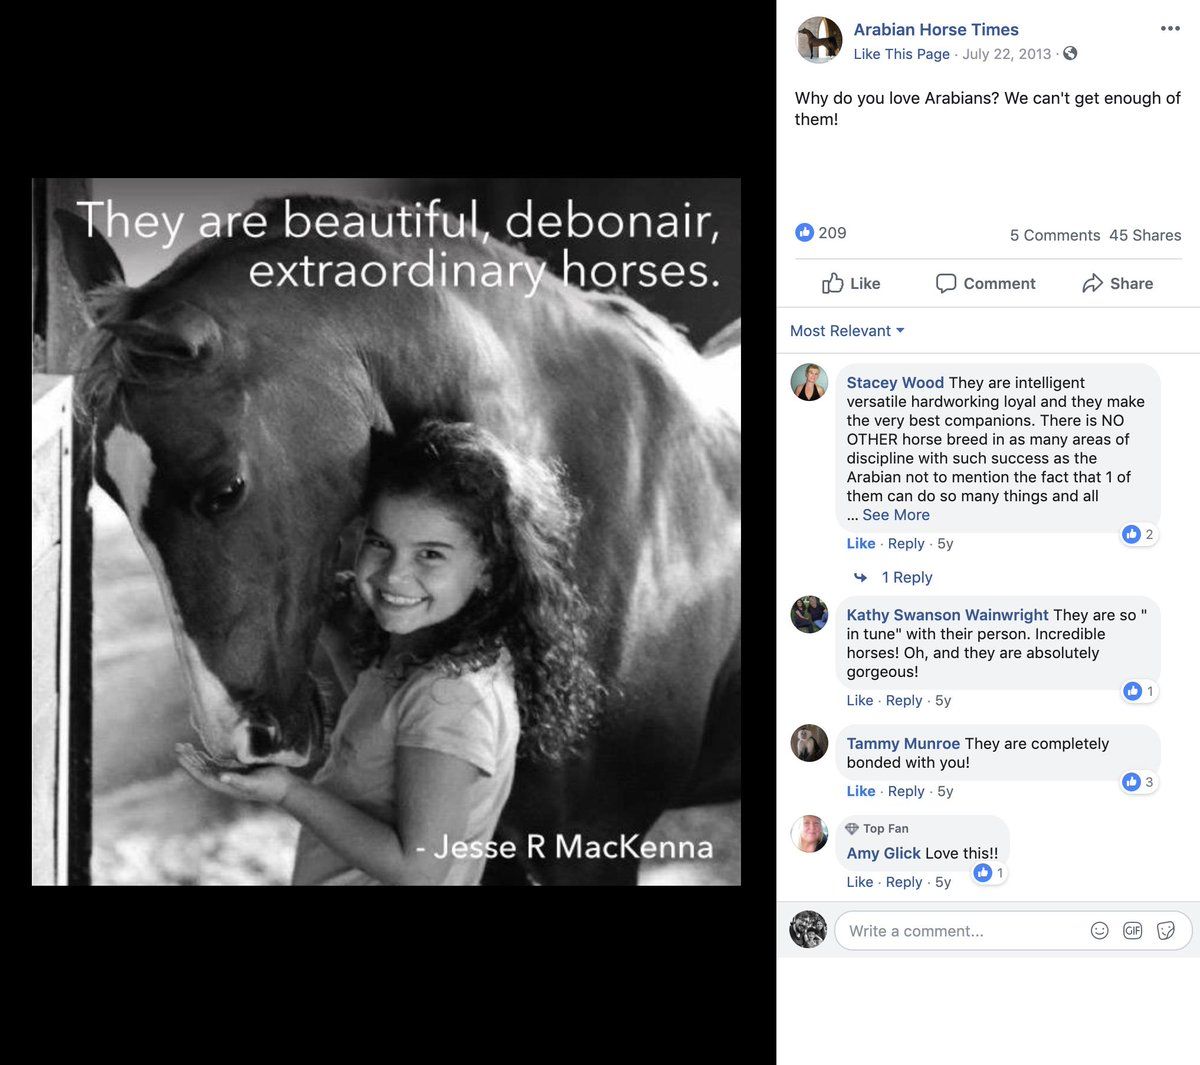 They are beautiful, debonair,
extraordinary horses.
- Jesse R MacKenna
Arabian Horse Times
Like This Page · July 22, 2013 ·
Why do you love Arabians? We can't get enough of
them!
209
5 Comments 45 Shares
Like Comment Share
Most Relevant
Stacey Wood They are intelligent
versatile hardworking loyal and they make
the very best companions. There is NO
OTHER horse breed in as many areas of
discipline with such success as the
Arabian not to mention the fact that 1 of
them can do so many things and all
... See More
2
Like · Reply · 5y
1 Reply
Kathy Swanson Wainwright They are so "
in tune" with their person. Incredible
horses! Oh, and they are absolutely
gorgeous!
1
Like · Reply · 5y
Tammy Munroe They are completely
bonded with you!
3
Like · Reply · 5y
Top Fan
Amy Glick Love this!!
1
Like · Reply · 5y
Write a comment...
GIF